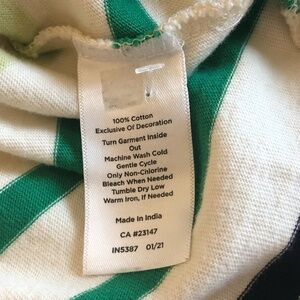 100% Cotton
Exclusive Of Decoration
Turn Garment Inside
Out
Machine Wash Cold
Gentle Cycle
Only Non-Chlorine
Bleach When Needed
Tumble Dry Low
Warm Iron, If Needed
Made in India
CA #23147
IN5387 01/21